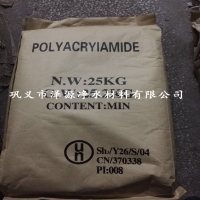 POLYACRYIAMIDE
N.W:25KG
巩义市泽源净水材料有限公司
CONTENT:MIN
Sh:/Y26/S/04
CN/370338
PI:008